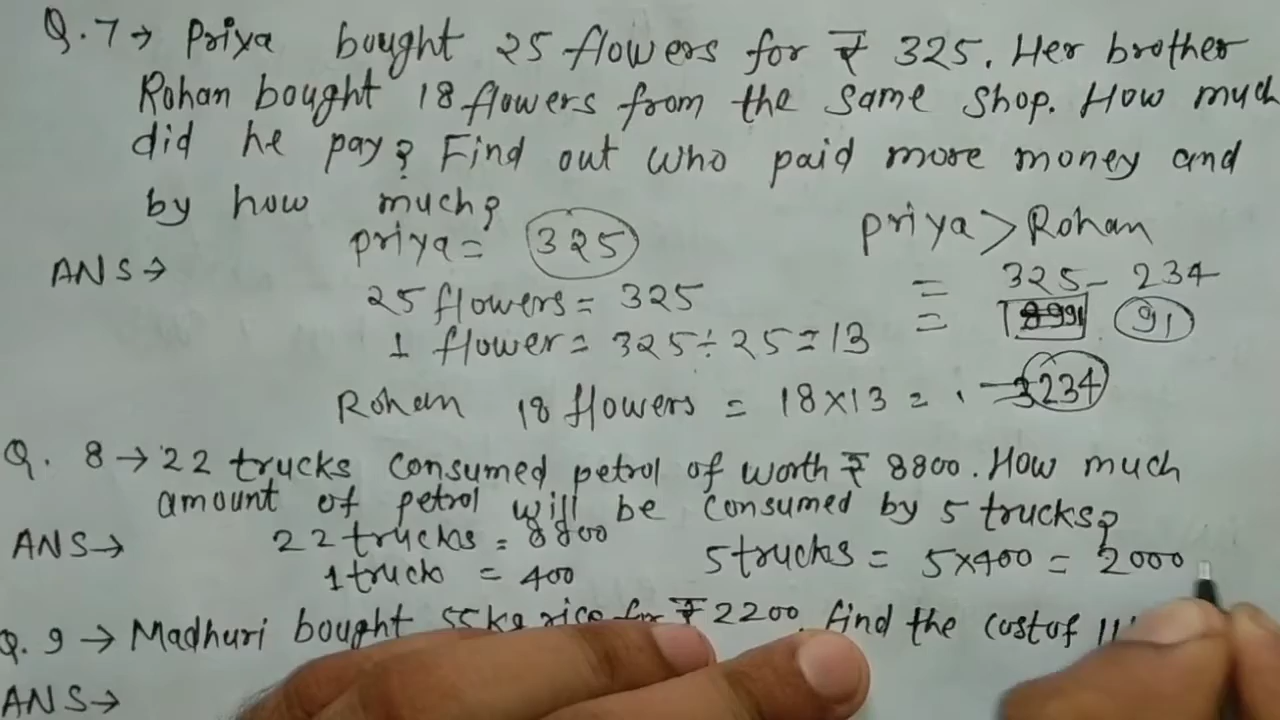 Q.7→ Priya bought 25 flowers for ₹ 325. Her brother
Rohan bought 18 flowers from the same shop. How much
did he pay? Find out who paid more money and
by how much?
ANS→
priya= 325
25 flowers= 325
1 flower= 325÷25=13
Rohan 18 flowers = 18×13 = 234
priya>Rohan
= 325- 234
= 91
Q. 8→22 trucks consumed petrol of worth ₹ 8800. How much
amount of petrol will be consumed by 5 trucks?
ANS→ 22 trucks = 8800
1 truck = 400
5 trucks = 5×400 = 2000
Q. 9→ Madhuri bought 55kg rice for ₹ 2200. find the cost of
ANS→